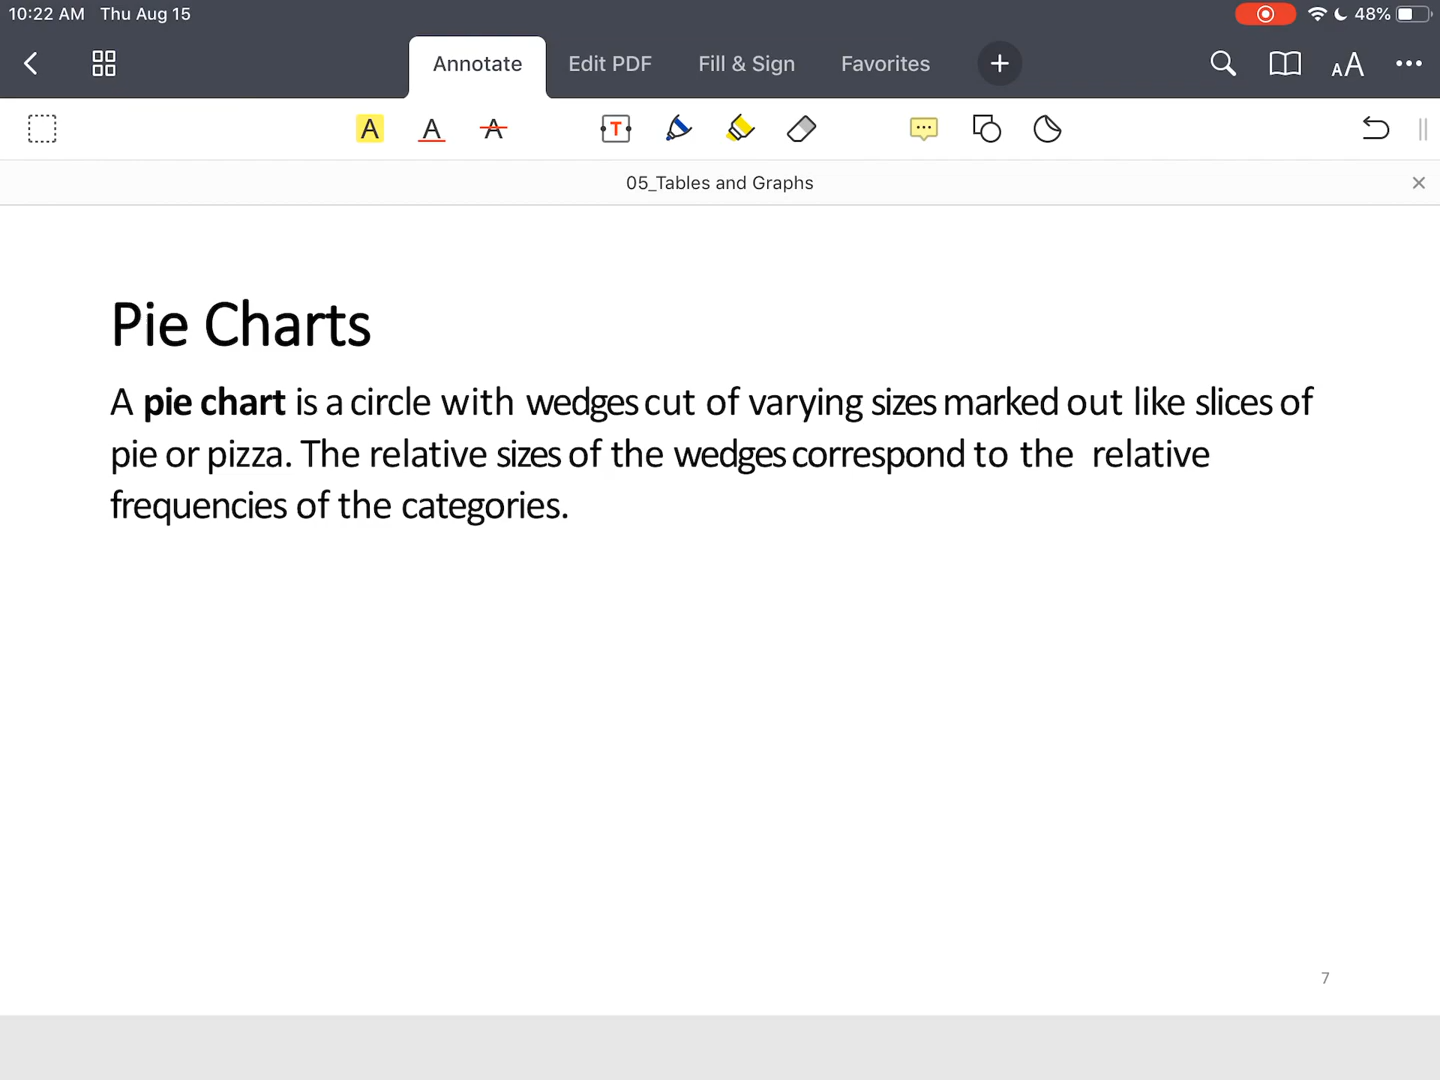 10:22 AM Thu Aug 15 48%
Annotate Edit PDF Fill & Sign Favorites + AA
A A A T
05_Tables and Graphs
Pie Charts
A pie chart is a circle with wedges cut of varying sizes marked out like slices of
pie or pizza. The relative sizes of the wedges correspond to the relative
frequencies of the categories.
7